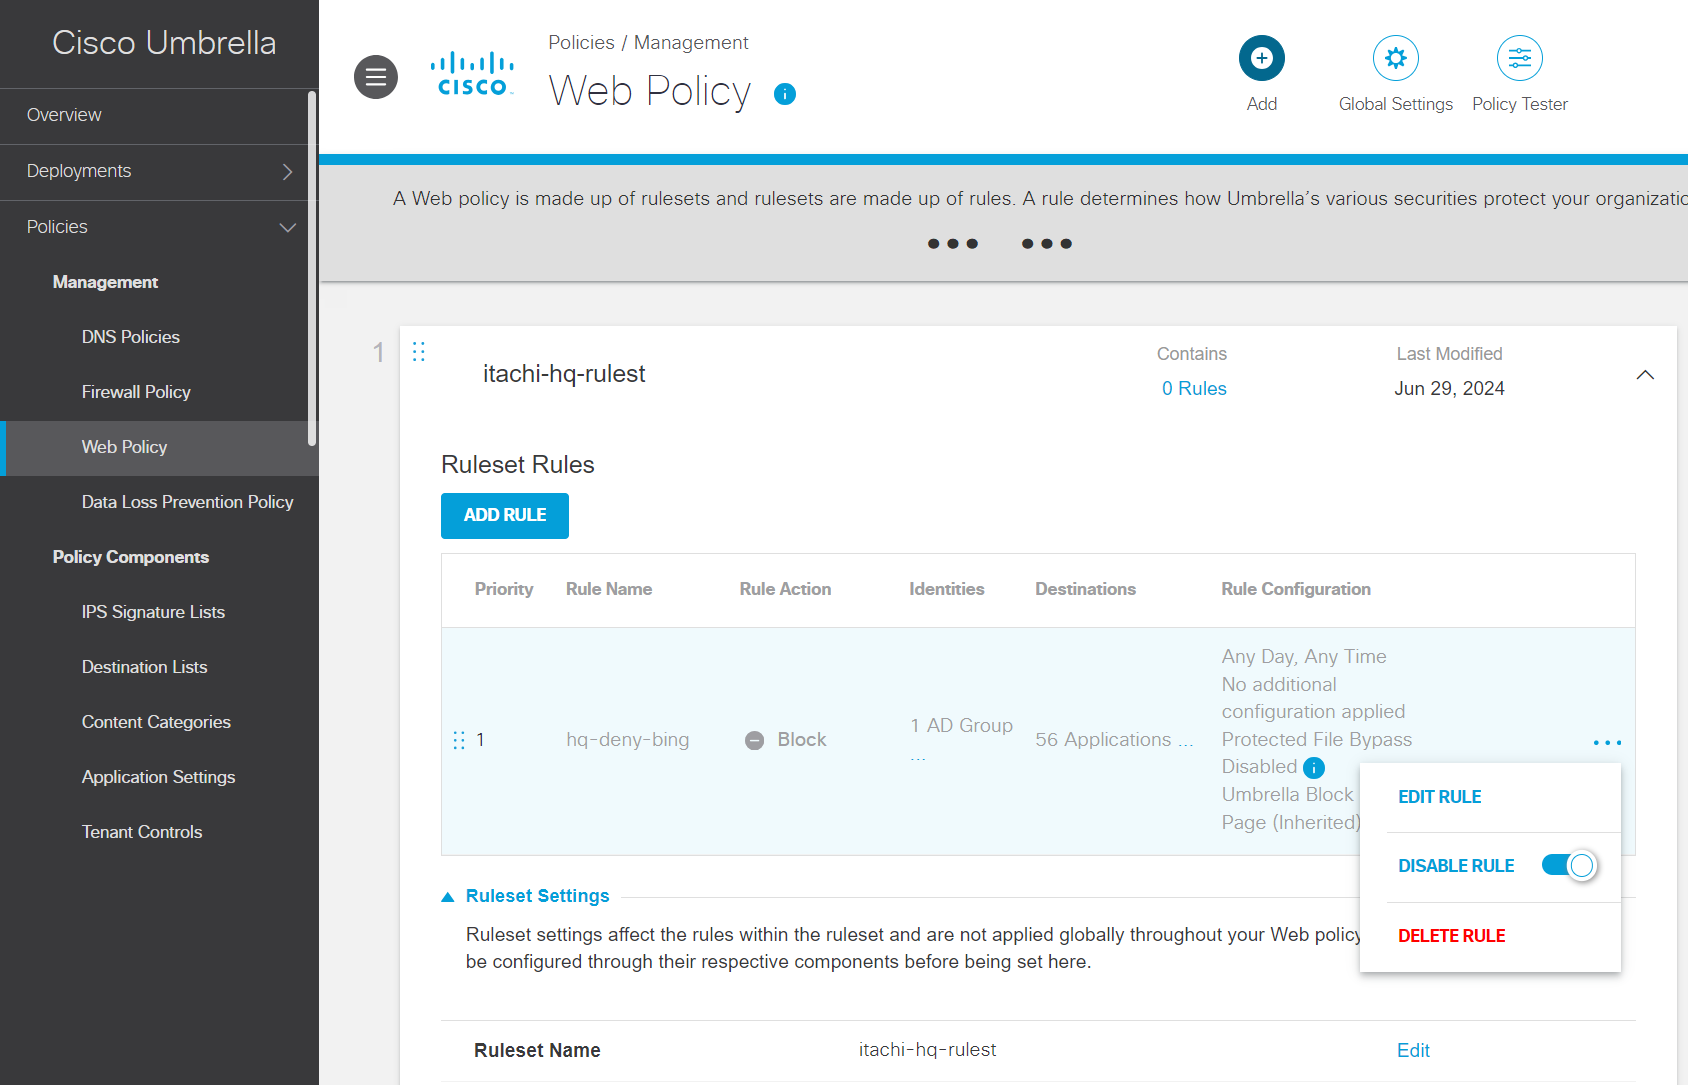 Cisco Umbrella
Overview
Deployments
Policies
Management
DNS Policies
Firewall Policy
Web Policy
Data Loss Prevention Policy
Policy Components
IPS Signature Lists
Destination Lists
Content Categories
Application Settings
Tenant Controls
CISCO
Policies / Management
Web Policy
Add
Global Settings
Policy Tester
A Web policy is made up of rulesets and rulesets are made up of rules. A rule determines how Umbrella's various securities protect your organizatio
1
itachi-hq-rulest
Contains
0 Rules
Last Modified
Jun 29, 2024
Ruleset Rules
ADD RULE
Priority Rule Name Rule Action Identities Destinations Rule Configuration
1 hq-deny-bing Block
1 AD Group
...
56 Applications ...
Any Day, Any Time
No additional
configuration applied
Protected File Bypass
Disabled
Umbrella Block
Page (Inherited)
EDIT RULE
DISABLE RULE
DELETE RULE
Ruleset Settings
Ruleset settings affect the rules within the ruleset and are not applied globally throughout your Web policy
be configured through their respective components before being set here.
Ruleset Name itachi-hq-rulest Edit